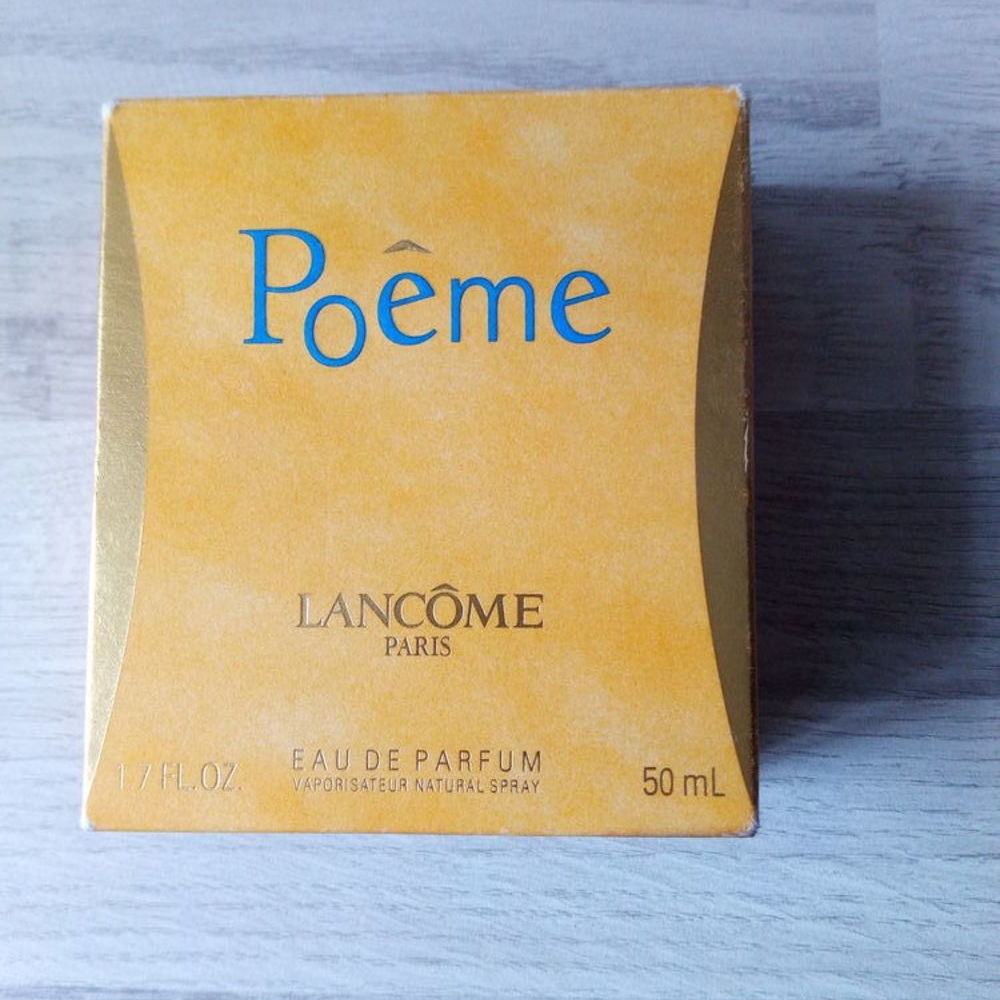 Poême
LANCÔME
PARIS
EAU DE PARFUM
VAPORISATEUR NATURAL SPRAY
1.7 FL.OZ.
50 mL